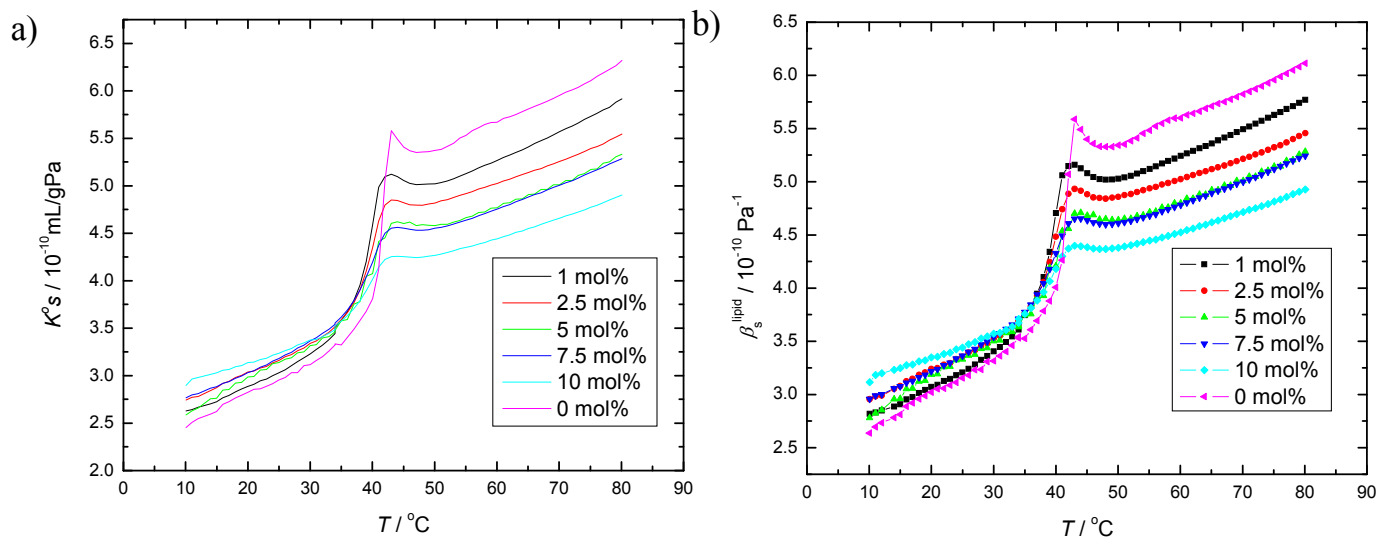 a)
6.5
6.0
5.5
5.0
4.5
4.0
3.5
3.0
2.5
2.0
K°s / 10⁻¹⁰mL/gPa
1 mol%
2.5 mol%
5 mol%
7.5 mol%
10 mol%
0 mol%
0 10 20 30 40 50 60 70 80 90
T / °C
b)
6.5
6.0
5.5
5.0
4.5
4.0
3.5
3.0
2.5
βₛˡⁱᵖⁱᵈ / 10⁻¹⁰ Pa⁻¹
1 mol%
2.5 mol%
5 mol%
7.5 mol%
10 mol%
0 mol%
0 10 20 30 40 50 60 70 80 90
T / °C